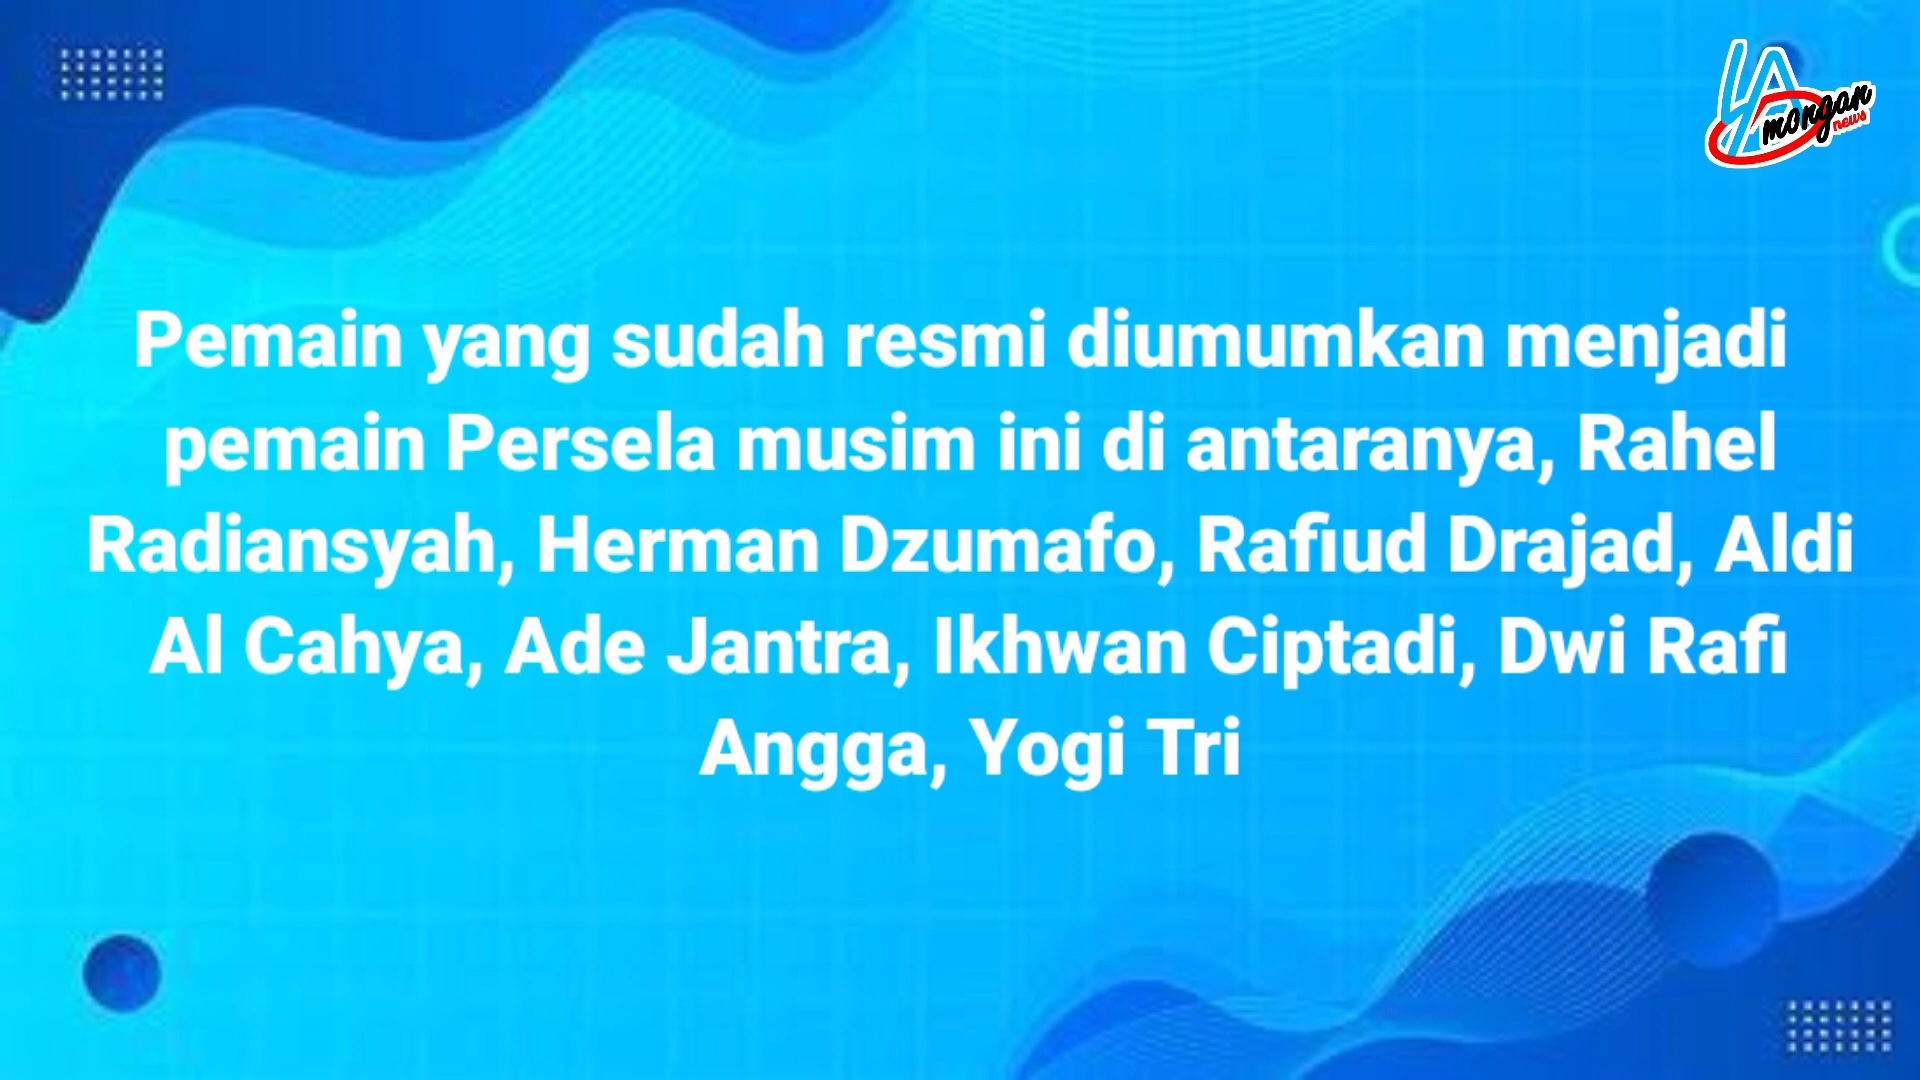 LA
mongan
news
Pemain yang sudah resmi diumumkan menjadi
pemain Persela musim ini di antaranya, Rahel
Radiansyah, Herman Dzumafo, Rafiud Drajad, Aldi
Al Cahya, Ade Jantra, Ikhwan Ciptadi, Dwi Rafi
Angga, Yogi Tri